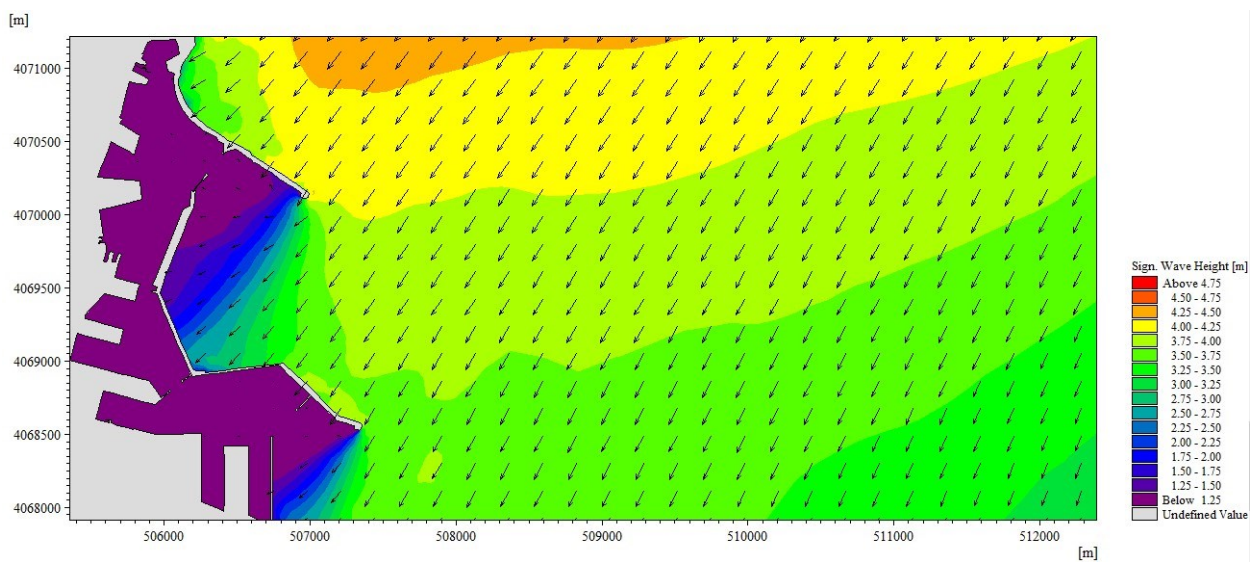 [m]
4071000
4070500
4070000
4069500
4069000
4068500
4068000
506000 507000 508000 509000 510000 511000 512000
[m]
Sign. Wave Height [m]
Above 4.75
4.50 - 4.75
4.25 - 4.50
4.00 - 4.25
3.75 - 4.00
3.50 - 3.75
3.25 - 3.50
3.00 - 3.25
2.75 - 3.00
2.50 - 2.75
2.25 - 2.50
2.00 - 2.25
1.75 - 2.00
1.50 - 1.75
1.25 - 1.50
Below 1.25
Undefined Value